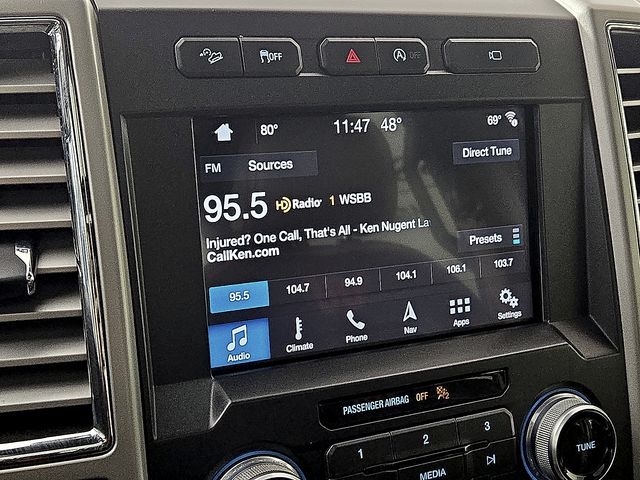 OFF OFF
80° 11:47 48° 69°
FM Sources Direct Tune
95.5 HD Radio 1 WSBB
Injured? One Call, That's All - Ken Nugent La
CallKen.com
Presets
95.5 104.7 94.9 104.1 106.1 103.7
Audio Climate Phone Nav Apps Settings
PASSENGER AIRBAG OFF
1 2 3
MEDIA
TUNE